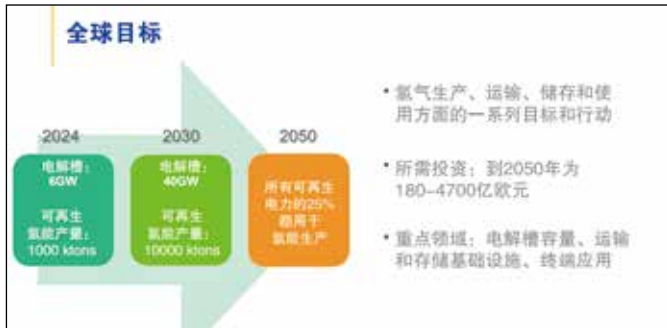 全球目标
2024
电解槽：
6GW
可再生
氢能产量：
1000 ktons
2030
电解槽：
40GW
可再生
氢能产量：
10000 ktons
2050
所有可再生
电力的25%
都用于
氢能生产
• 氢气生产、运输、储存和使
用方面的一系列目标和行动
• 所需投资：到2050年为
180-4700亿欧元
• 重点领域：电解槽容量、运输
和存储基础设施、终端应用